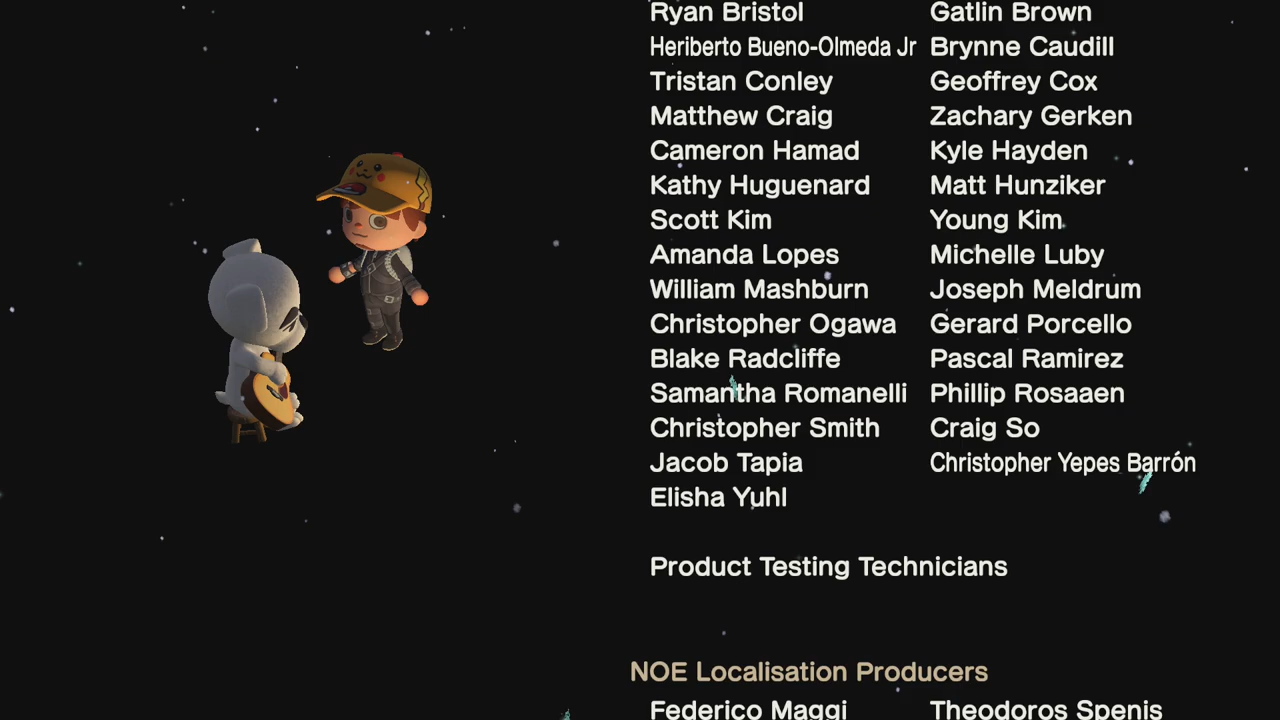 Ryan Bristol Gatlin Brown
Heriberto Bueno-Olmeda Jr Brynne Caudill
Tristan Conley Geoffrey Cox
Matthew Craig Zachary Gerken
Cameron Hamad Kyle Hayden
Kathy Huguenard Matt Hunziker
Scott Kim Young Kim
Amanda Lopes Michelle Luby
William Mashburn Joseph Meldrum
Christopher Ogawa Gerard Porcello
Blake Radcliffe Pascal Ramirez
Samantha Romanelli Phillip Rosaaen
Christopher Smith Craig So
Jacob Tapia Christopher Yepes Barrón
Elisha Yuhl
Product Testing Technicians
NOE Localisation Producers
Federico Maggi Theodoros Spenis